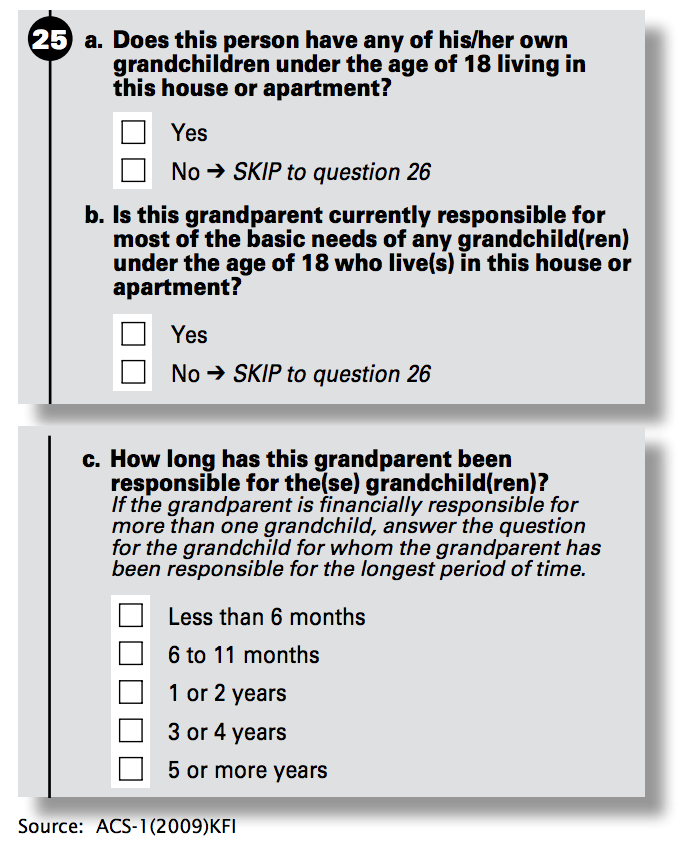 25 a. Does this person have any of his/her own
grandchildren under the age of 18 living in
this house or apartment?
Yes
No → SKIP to question 26
b. Is this grandparent currently responsible for
most of the basic needs of any grandchild(ren)
under the age of 18 who live(s) in this house or
apartment?
Yes
No → SKIP to question 26
c. How long has this grandparent been
responsible for the(se) grandchild(ren)?
If the grandparent is financially responsible for
more than one grandchild, answer the question
for the grandchild for whom the grandparent has
been responsible for the longest period of time.
Less than 6 months
6 to 11 months
1 or 2 years
3 or 4 years
5 or more years
Source: ACS-1(2009)KFI